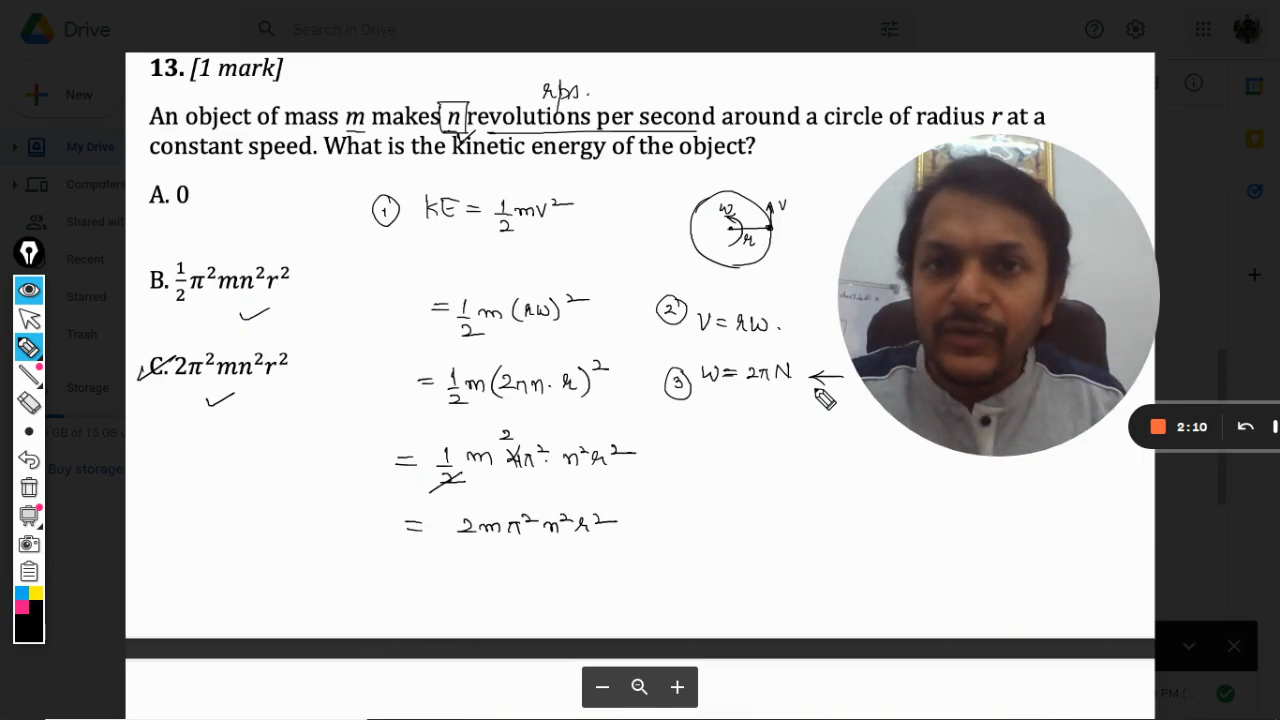 Drive
Search in Drive
New
My Drive
Computers
Shared wit
Recent
Starred
Trash
Storage
GB of 15 GB u
Buy storage
13. [1 mark]
rps.
An object of mass m makes n revolutions per second around a circle of radius r at a
constant speed. What is the kinetic energy of the object?
A. 0
B. 1/2 π²mn²r²
C. 2π²mn²r²
① KE = 1/2 mv²
= 1/2 m (rω)²
= 1/2 m (2πn · r)²
= 1/2 m 4π² · n²r²
2
= 2mπ²n²r²
ω
r
v
② V = rω.
③ ω = 2πN ←
2:10
PM (...